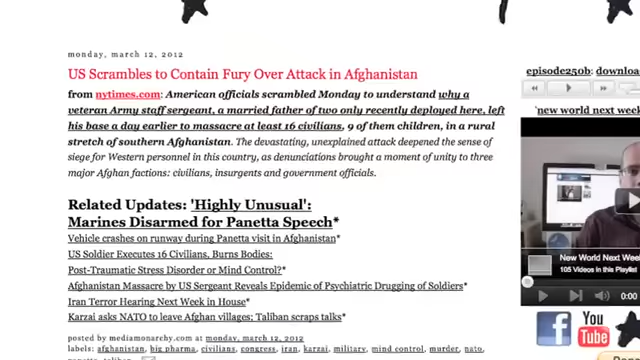 monday, march 12, 2012
US Scrambles to Contain Fury Over Attack in Afghanistan
from nytimes.com: American officials scrambled Monday to understand why a
veteran Army staff sergeant, a married father of two only recently deployed here, left
his base a day earlier to massacre at least 16 civilians, 9 of them children, in a rural
stretch of southern Afghanistan. The devastating, unexplained attack deepened the sense of
siege for Western personnel in this country, as denunciations brought a moment of unity to three
major Afghan factions: civilians, insurgents and government officials.
Related Updates: 'Highly Unusual':
Marines Disarmed for Panetta Speech*
Vehicle crashes on runway during Panetta visit in Afghanistan*
US Soldier Executes 16 Civilians, Burns Bodies:
Post-Traumatic Stress Disorder or Mind Control?*
Afghanistan Massacre by US Sergeant Reveals Epidemic of Psychiatric Drugging of Soldiers*
Iran Terror Hearing Next Week in House*
Karzai asks NATO to leave Afghan villages; Taliban scraps talks*
posted by mediamonarchy.com at monday, march 12, 2012
labels: afghanistan, big pharma, civilians, congress, iran, karzai, military, mind control, murder, nato,
episode250b: downloa
'new world next week
New World Next Week
105 Videos in this Playlist
0:00
f
You
Tube